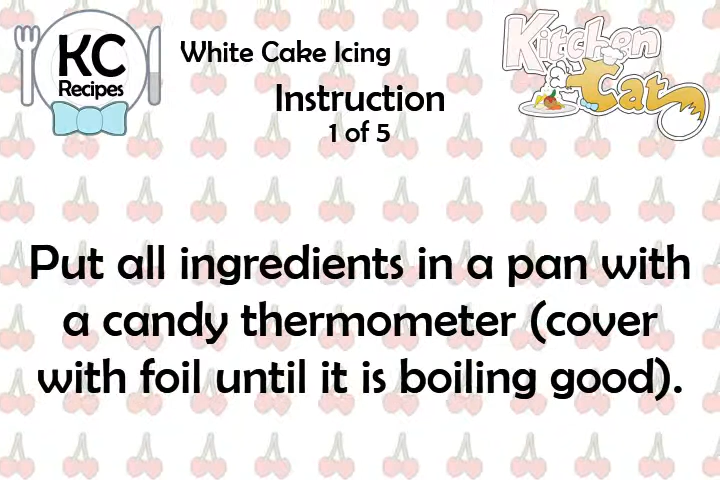 KC
Recipes
White Cake Icing
Instruction
1 of 5
Kitchen
Cat
Put all ingredients in a pan with
a candy thermometer (cover
with foil until it is boiling good).